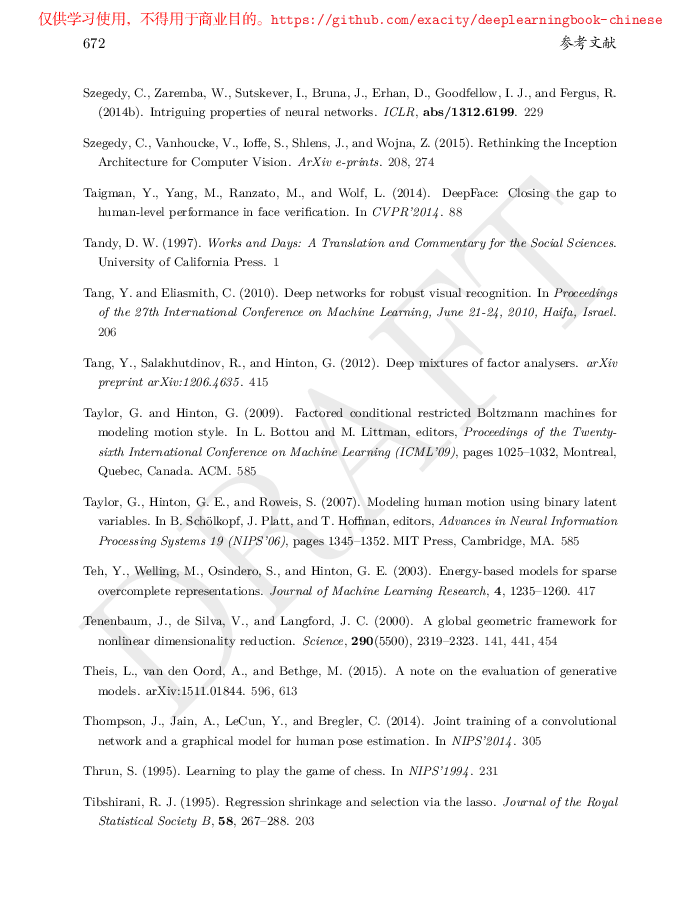 仅供学习使用，不得用于商业目的。https://github.com/exacity/deeplearningbook-chinese
672 参考文献
Szegedy, C., Zaremba, W., Sutskever, I., Bruna, J., Erhan, D., Goodfellow, I. J., and Fergus, R.
(2014b). Intriguing properties of neural networks. ICLR, abs/1312.6199. 229
Szegedy, C., Vanhoucke, V., Ioffe, S., Shlens, J., and Wojna, Z. (2015). Rethinking the Inception
Architecture for Computer Vision. ArXiv e-prints. 208, 274
Taigman, Y., Yang, M., Ranzato, M., and Wolf, L. (2014). DeepFace: Closing the gap to
human-level performance in face verification. In CVPR'2014. 88
Tandy, D. W. (1997). Works and Days: A Translation and Commentary for the Social Sciences.
University of California Press. 1
Tang, Y. and Eliasmith, C. (2010). Deep networks for robust visual recognition. In Proceedings
of the 27th International Conference on Machine Learning, June 21-24, 2010, Haifa, Israel.
206
Tang, Y., Salakhutdinov, R., and Hinton, G. (2012). Deep mixtures of factor analysers. arXiv
preprint arXiv:1206.4635. 415
Taylor, G. and Hinton, G. (2009). Factored conditional restricted Boltzmann machines for
modeling motion style. In L. Bottou and M. Littman, editors, Proceedings of the Twenty-
sixth International Conference on Machine Learning (ICML'09), pages 1025–1032, Montreal,
Quebec, Canada. ACM. 585
Taylor, G., Hinton, G. E., and Roweis, S. (2007). Modeling human motion using binary latent
variables. In B. Schölkopf, J. Platt, and T. Hoffman, editors, Advances in Neural Information
Processing Systems 19 (NIPS'06), pages 1345–1352. MIT Press, Cambridge, MA. 585
Teh, Y., Welling, M., Osindero, S., and Hinton, G. E. (2003). Energy-based models for sparse
overcomplete representations. Journal of Machine Learning Research, 4, 1235–1260. 417
Tenenbaum, J., de Silva, V., and Langford, J. C. (2000). A global geometric framework for
nonlinear dimensionality reduction. Science, 290(5500), 2319–2323. 141, 441, 454
Theis, L., van den Oord, A., and Bethge, M. (2015). A note on the evaluation of generative
models. arXiv:1511.01844. 596, 613
Thompson, J., Jain, A., LeCun, Y., and Bregler, C. (2014). Joint training of a convolutional
network and a graphical model for human pose estimation. In NIPS'2014. 305
Thrun, S. (1995). Learning to play the game of chess. In NIPS'1994. 231
Tibshirani, R. J. (1995). Regression shrinkage and selection via the lasso. Journal of the Royal
Statistical Society B, 58, 267–288. 203
DRAFT